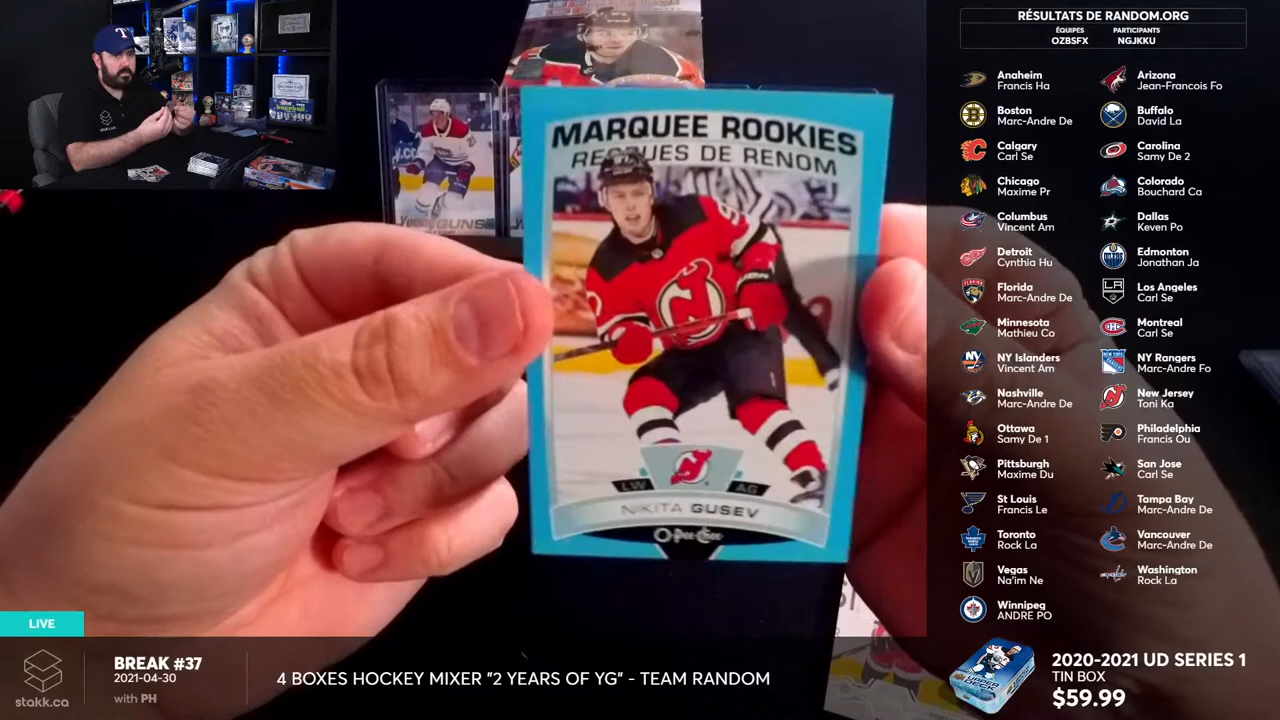 RÉSULTATS DE RANDOM.ORG
ÉQUIPES
OZBSFX
PARTICIPANTS
NGJKKU
Anaheim
Francis Ha
Arizona
Jean-Francois Fo
Boston
Marc-Andre De
Buffalo
David La
Calgary
Carl Se
Carolina
Samy De 2
Chicago
Maxime Pr
Colorado
Bouchard Ca
Columbus
Vincent Am
Dallas
Keven Po
Detroit
Cynthia Hu
Edmonton
Jonathan Ja
Florida
Marc-Andre De
Los Angeles
Carl Se
Minnesota
Mathieu Co
Montreal
Carl Se
NY Islanders
Vincent Am
NY Rangers
Marc-Andre Fo
Nashville
Marc-Andre De
New Jersey
Toni Ka
Ottawa
Samy De 1
Philadelphia
Francis Ou
Pittsburgh
Maxime Du
San Jose
Carl Se
St Louis
Francis Le
Tampa Bay
Marc-Andre De
Toronto
Rock La
Vancouver
Marc-Andre De
Vegas
Na'im Ne
Washington
Rock La
Winnipeg
ANDRE PO
MARQUEE ROOKIES
RECRUES DE RENOM
LW AG
NIKITA GUSEV
O-Pee-Chee
YOUNG GUNS
LIVE
stakk.ca
BREAK #37
2021-04-30
with PH
4 BOXES HOCKEY MIXER "2 YEARS OF YG" - TEAM RANDOM
2020-2021 UD SERIES 1
TIN BOX
$59.99